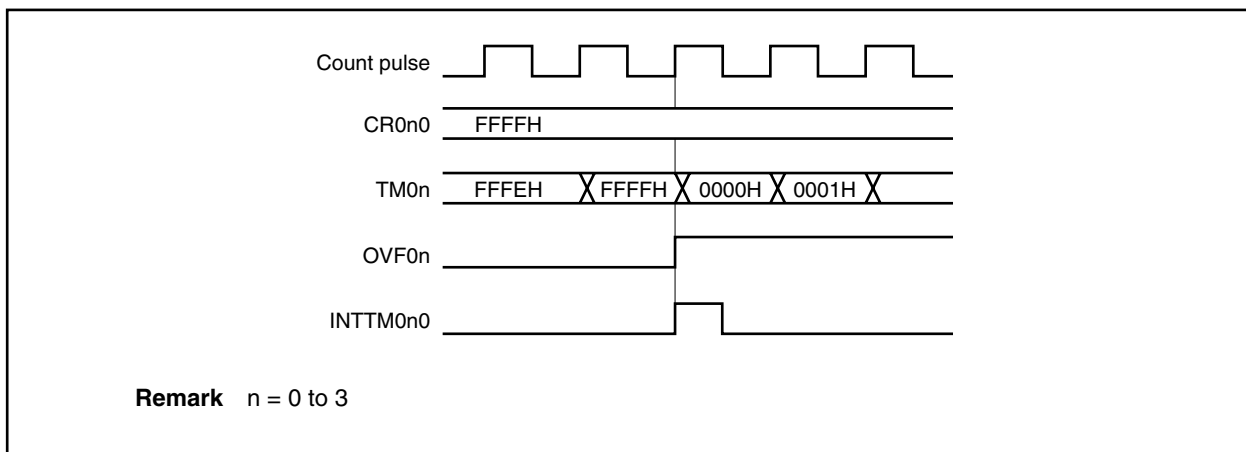 Count pulse
CR0n0 FFFFH
TM0n FFFEH FFFFH 0000H 0001H
OVF0n
INTTM0n0
Remark n = 0 to 3